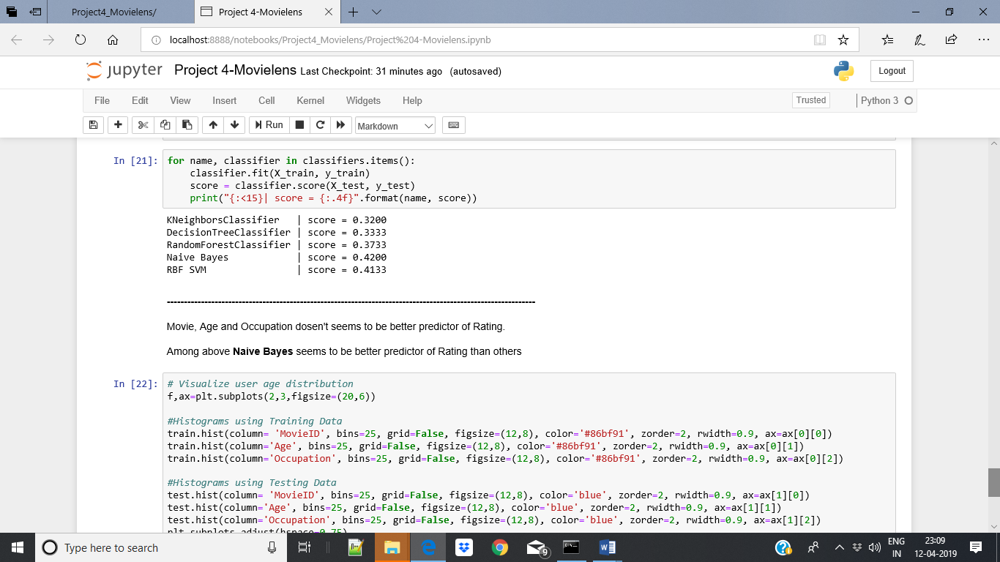 Project4_Movielens/
Project 4-Movielens
localhost:8888/notebooks/Project4_Movielens/Project%204-Movielens.ipynb
jupyter Project 4-Movielens Last Checkpoint: 31 minutes ago (autosaved)
Logout
File Edit View Insert Cell Kernel Widgets Help
Trusted
Python 3
Run
Markdown
In [21]:
for name, classifier in classifiers.items():
    classifier.fit(X_train, y_train)
    score = classifier.score(X_test, y_test)
    print("{:<15}| score = {:.4f}".format(name, score))
KNeighborsClassifier   | score = 0.3200
DecisionTreeClassifier | score = 0.3333
RandomForestClassifier | score = 0.3733
Naive Bayes            | score = 0.4200
RBF SVM                | score = 0.4133
------------------------------------------------------------------------------------------------------------
Movie, Age and Occupation dosen't seems to be better predictor of Rating.
Among above Naive Bayes seems to be better predictor of Rating than others
In [22]:
# Visualize user age distribution
f,ax=plt.subplots(2,3,figsize=(20,6))
#Histograms using Training Data
train.hist(column= 'MovieID', bins=25, grid=False, figsize=(12,8), color='#86bf91', zorder=2, rwidth=0.9, ax=ax[0][0])
train.hist(column='Age', bins=25, grid=False, figsize=(12,8), color='#86bf91', zorder=2, rwidth=0.9, ax=ax[0][1])
train.hist(column='Occupation', bins=25, grid=False, figsize=(12,8), color='#86bf91', zorder=2, rwidth=0.9, ax=ax[0][2])
#Histograms using Testing Data
test.hist(column= 'MovieID', bins=25, grid=False, figsize=(12,8), color='blue', zorder=2, rwidth=0.9, ax=ax[1][0])
test.hist(column='Age', bins=25, grid=False, figsize=(12,8), color='blue', zorder=2, rwidth=0.9, ax=ax[1][1])
test.hist(column='Occupation', bins=25, grid=False, figsize=(12,8), color='blue', zorder=2, rwidth=0.9, ax=ax[1][2])
plt.subplots_adjust(hspace=0.75)
Type here to search
9
ENG
IN
23:09
12-04-2019